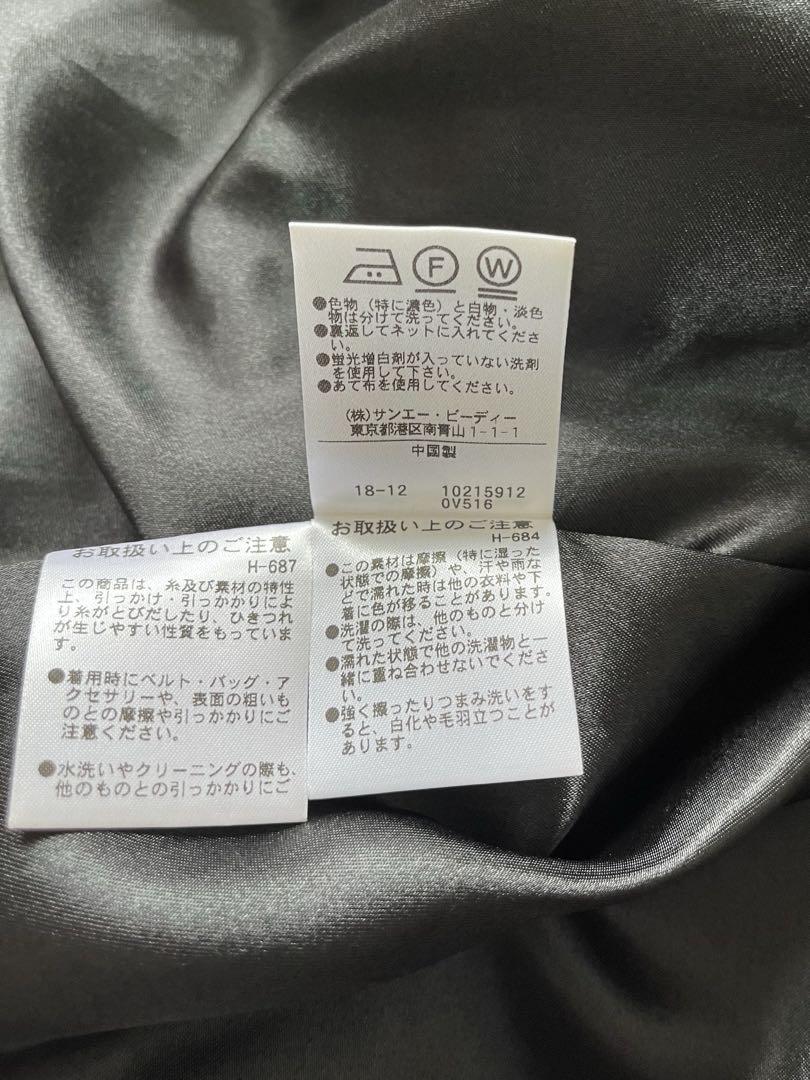 F W
●色物（特に濃色）と白物・淡色
物は分けて洗ってください。
●裏返してネットに入れてくださ
い。
●蛍光増白剤が入っていない洗剤
を使用して下さい。
●あて布を使用してください。
（株）サンエー・ビーディー
東京都港区南青山1-1-1
中国製
18-12 10215912
0V516
お取扱い上のご注意
H-684
●この素材は摩擦（特に湿った
状態での摩擦）や、汗や雨な
どで濡れた時は他の衣料や下
着に色が移ることがあります。
●洗濯の際は、他のものと分け
て洗ってください。
●濡れた状態で他の洗濯物と一
緒に重ね合わせないでくださ
い。
●強く擦ったりつまみ洗いをす
ると、白化や毛羽立つことが
あります。
お取扱い上のご注意
H-687
この商品は、糸及び素材の特性
上、引っかけ・引っかかりによ
り糸がとびだしたり、ひきつれ
が生じやすい性質をもっていま
す。
●着用時にベルト・バッグ・ア
クセサリーや、表面の粗いも
のとの摩擦や引っかかりにご
注意ください。
●水洗いやクリーニングの際も、
他のものとの引っかかりにご